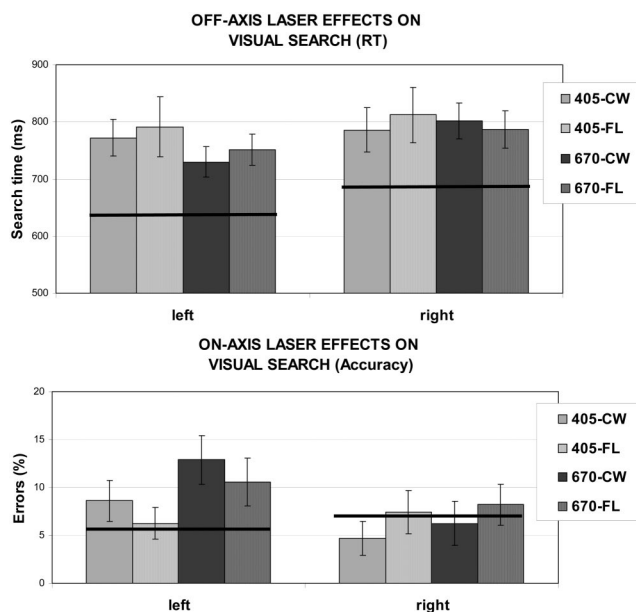 OFF-AXIS LASER EFFECTS ON
VISUAL SEARCH (RT)
900
800
700
600
500
Search time (ms)
left
right
405-CW
405-FL
670-CW
670-FL
ON-AXIS LASER EFFECTS ON
VISUAL SEARCH (Accuracy)
20
15
10
5
0
Errors (%)
left
right
405-CW
405-FL
670-CW
670-FL